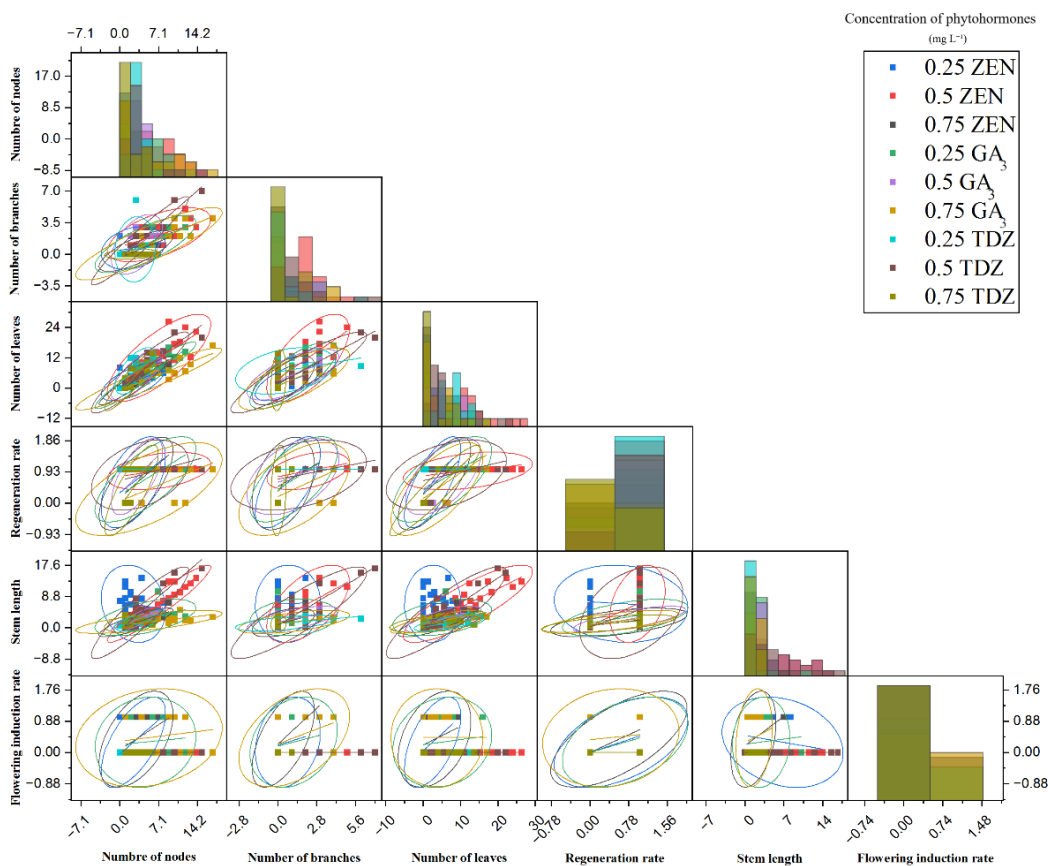 −7.1 0.0 7.1 14.2
Concentration of phytohormones
(mg L⁻¹)
0.25 ZEN
0.5 ZEN
0.75 ZEN
0.25 GA₃
0.5 GA₃
0.75 GA₃
0.25 TDZ
0.5 TDZ
0.75 TDZ
Numbre of nodes
17.0
8.5
0.0
−8.5
Number of branches
7.0
3.5
0.0
−3.5
Number of leaves
24
12
0
−12
Regeneration rate
1.86
0.93
0.00
−0.93
Stem length
17.6
8.8
0.0
−8.8
Flowering induction rate
1.76
0.88
0.00
−0.88
1.76
0.88
0.00
−0.88
−7.1 0.0 7.1 14.2 −2.8 0.0 2.8 5.6 −10 0 10 20 30 −0.78 0.00 0.78 1.56 −7 0 7 14 −0.74 0.00 0.74 1.48
Numbre of nodes Number of branches Number of leaves Regeneration rate Stem length Flowering induction rate